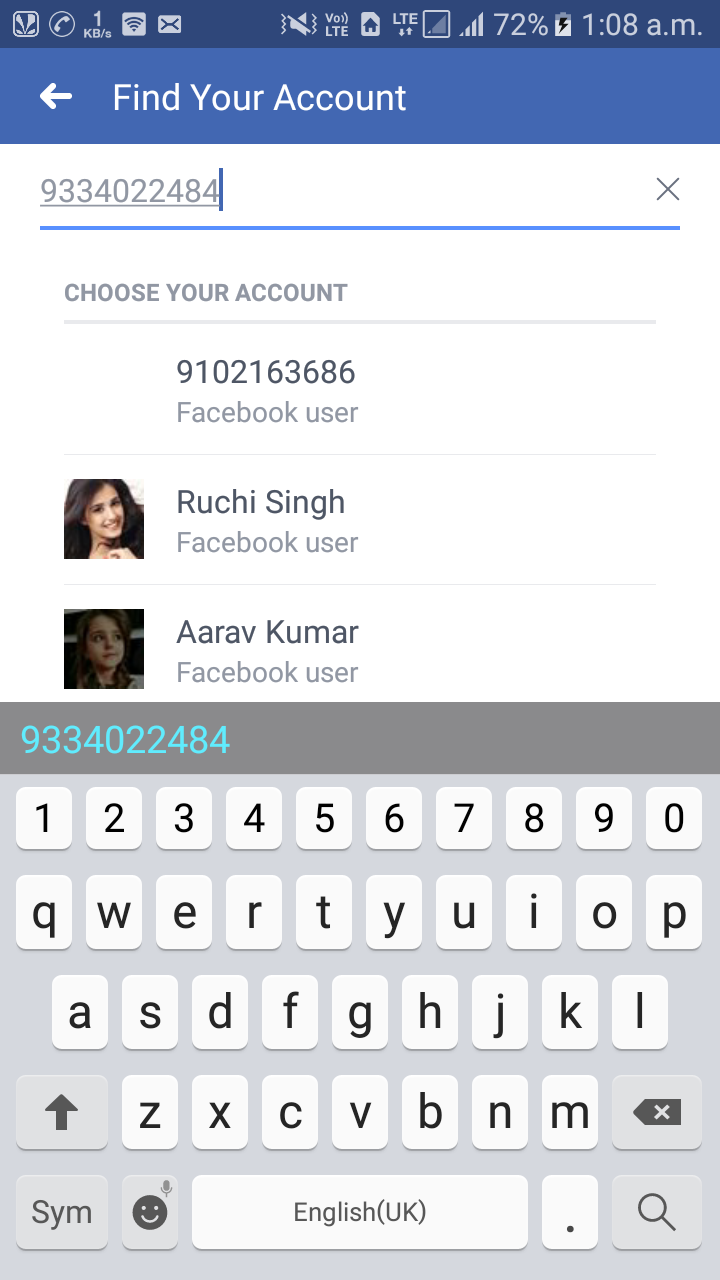 1
KB/s
Vo))
LTE
LTE
72%
1:08 a.m.
Find Your Account
9334022484
CHOOSE YOUR ACCOUNT
9102163686
Facebook user
Ruchi Singh
Facebook user
Aarav Kumar
Facebook user
9334022484
1 2 3 4 5 6 7 8 9 0
q w e r t y u i o p
a s d f g h j k l
z x c v b n m
Sym English(UK) .